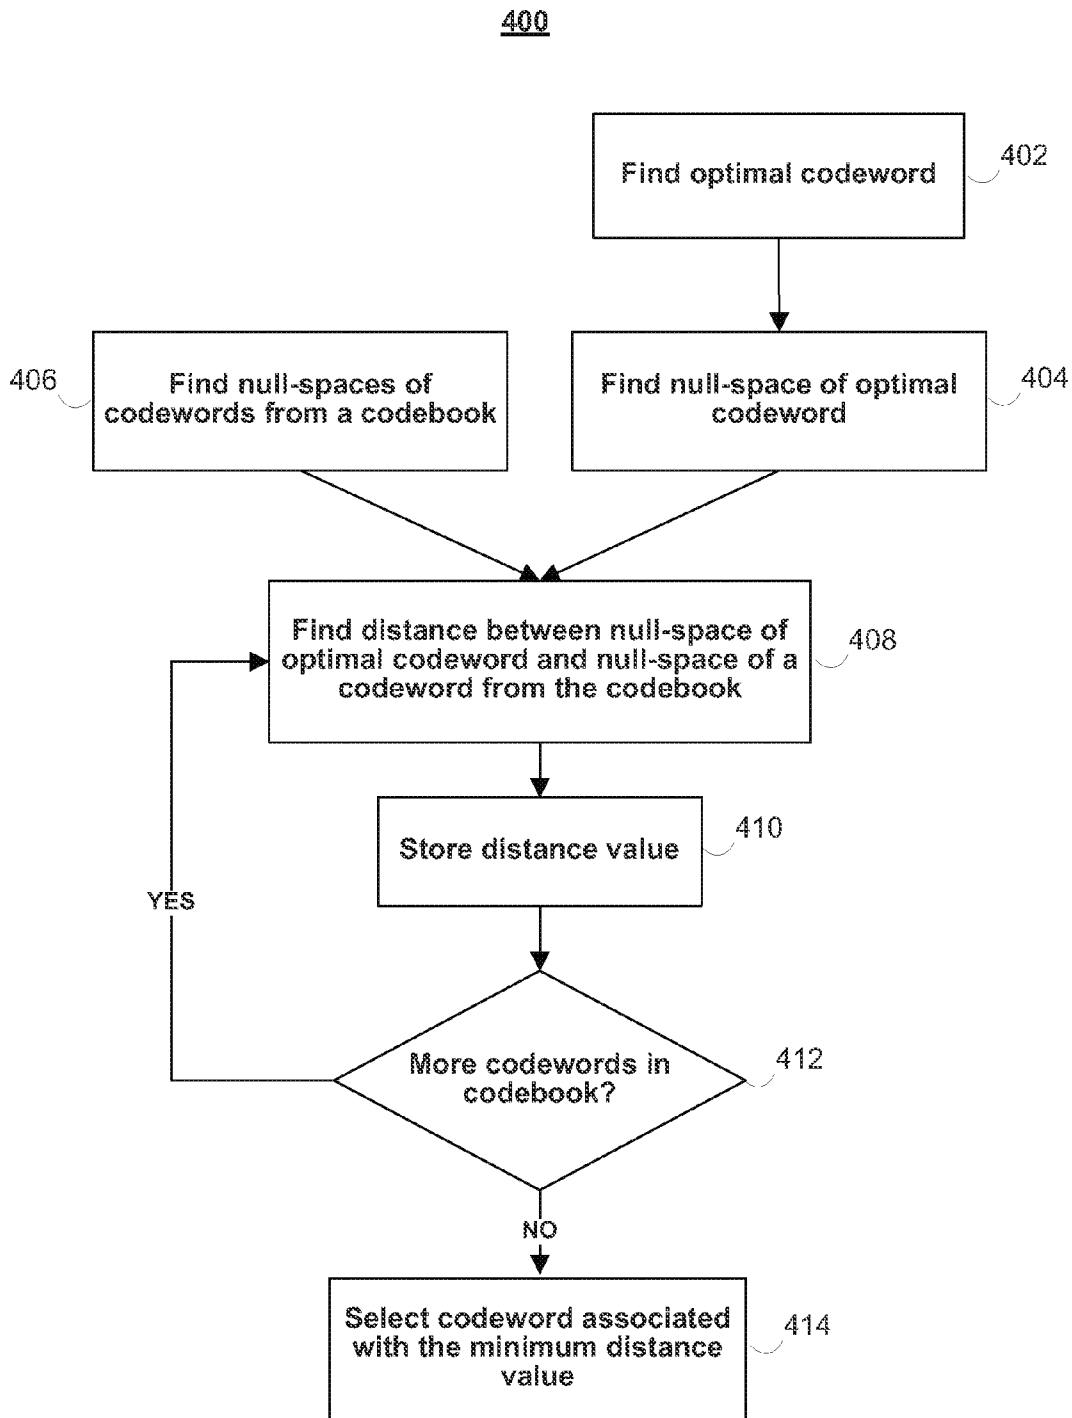 400
Find optimal codeword
402
406
Find null-spaces of
codewords from a codebook
Find null-space of optimal
codeword
404
Find distance between null-space of
optimal codeword and null-space of a
codeword from the codebook
408
Store distance value
410
YES
More codewords in
codebook?
412
NO
Select codeword associated
with the minimum distance
value
414